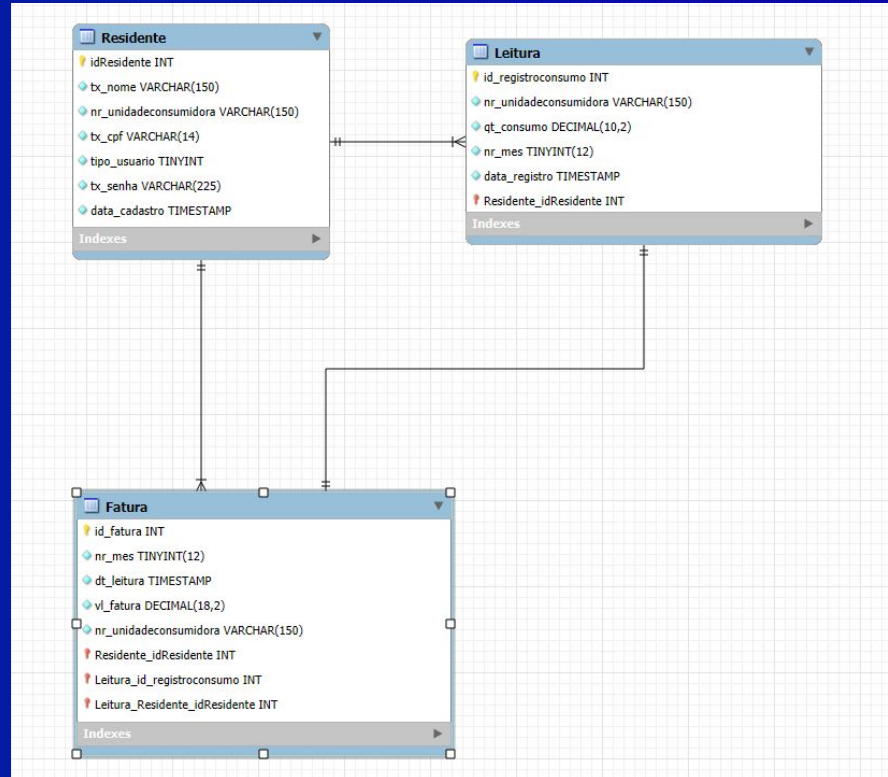 Residente
idResidente INT
tx_nome VARCHAR(150)
nr_unidadeconsumidora VARCHAR(150)
tx_cpf VARCHAR(14)
tipo_usuario TINYINT
tx_senha VARCHAR(225)
data_cadastro TIMESTAMP
Indexes
Leitura
id_registroconsumo INT
nr_unidadeconsumidora VARCHAR(150)
qt_consumo DECIMAL(10,2)
nr_mes TINYINT(12)
data_registro TIMESTAMP
Residente_idResidente INT
Indexes
Fatura
id_fatura INT
nr_mes TINYINT(12)
dt_leitura TIMESTAMP
vl_fatura DECIMAL(18,2)
nr_unidadeconsumidora VARCHAR(150)
Residente_idResidente INT
Leitura_id_registroconsumo INT
Leitura_Residente_idResidente INT
Indexes